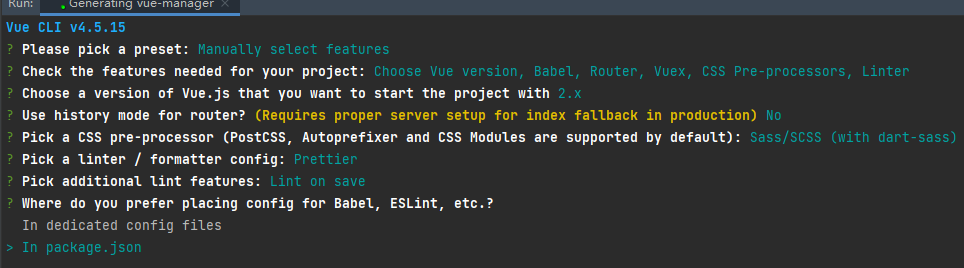 Run: Generating vue-manager ×
Vue CLI v4.5.15
? Please pick a preset: Manually select features
? Check the features needed for your project: Choose Vue version, Babel, Router, Vuex, CSS Pre-processors, Linter
? Choose a version of Vue.js that you want to start the project with 2.x
? Use history mode for router? (Requires proper server setup for index fallback in production) No
? Pick a CSS pre-processor (PostCSS, Autoprefixer and CSS Modules are supported by default): Sass/SCSS (with dart-sass)
? Pick a linter / formatter config: Prettier
? Pick additional lint features: Lint on save
? Where do you prefer placing config for Babel, ESLint, etc.?
In dedicated config files
> In package.json